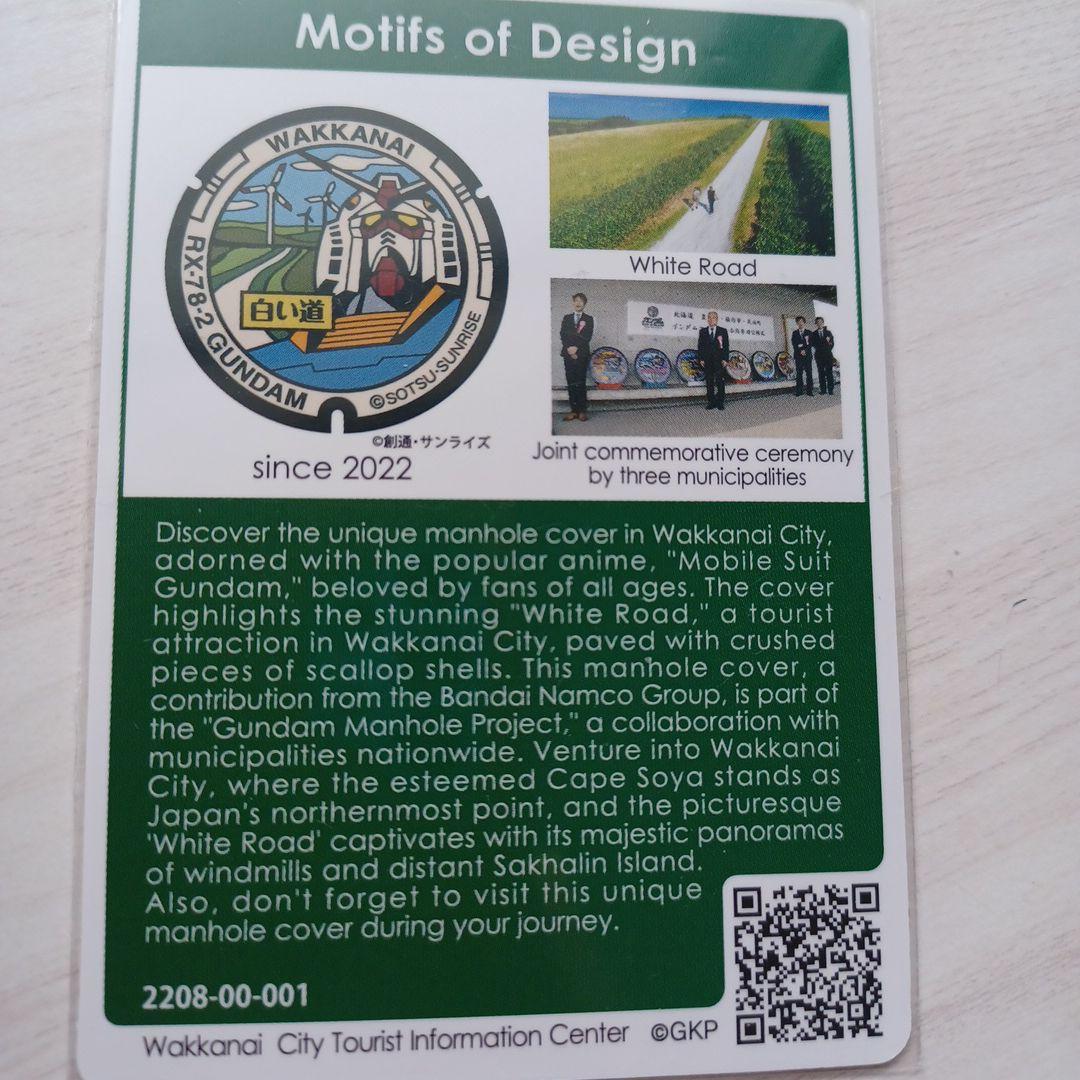 Motifs of Design
WAKKANAI
RX-78-2 GUNDAM
白い道
©SOTSU・SUNRISE
©創通・サンライズ
since 2022
White Road
北海道
Joint commemorative ceremony
by three municipalities
Discover the unique manhole cover in Wakkanai City,
adorned with the popular anime, "Mobile Suit
Gundam," beloved by fans of all ages. The cover
highlights the stunning "White Road," a tourist
attraction in Wakkanai City, paved with crushed
pieces of scallop shells. This manhole cover, a
contribution from the Bandai Namco Group, is part of
the "Gundam Manhole Project," a collaboration with
municipalities nationwide. Venture into Wakkanai
City, where the esteemed Cape Soya stands as
Japan's northernmost point, and the picturesque
'White Road' captivates with its majestic panoramas
of windmills and distant Sakhalin Island.
Also, don't forget to visit this unique
manhole cover during your journey.
2208-00-001
Wakkanai City Tourist Information Center ©GKP